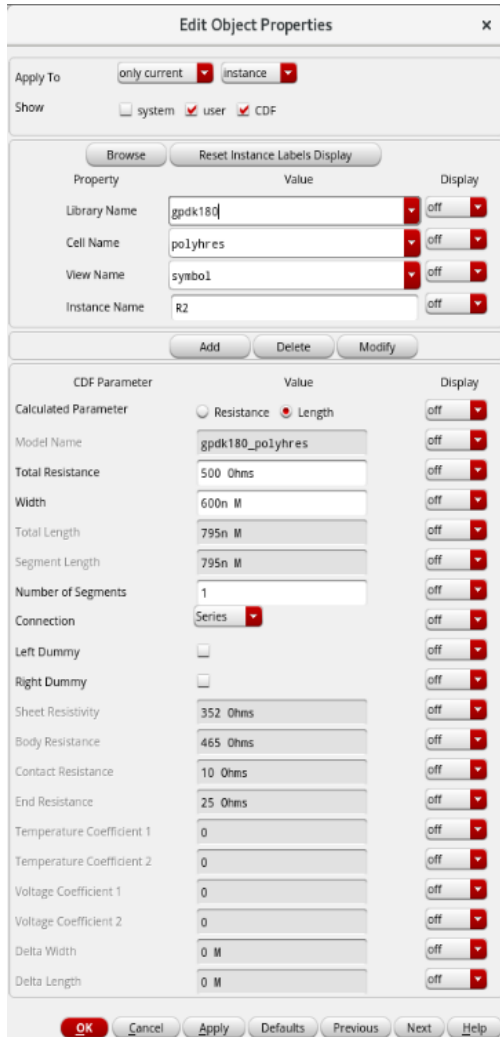 Edit Object Properties ×
Apply To only current instance
Show system user CDF
Browse Reset Instance Labels Display
Property Value Display
Library Name gpdk180 off
Cell Name polyhres off
View Name symbol off
Instance Name R2 off
Add Delete Modify
CDF Parameter Value Display
Calculated Parameter Resistance Length off
Model Name gpdk180_polyhres off
Total Resistance 500 Ohms off
Width 600n M off
Total Length 795n M off
Segment Length 795n M off
Number of Segments 1 off
Connection Series off
Left Dummy off
Right Dummy off
Sheet Resistivity 352 Ohms off
Body Resistance 465 Ohms off
Contact Resistance 10 Ohms off
End Resistance 25 Ohms off
Temperature Coefficient 1 0 off
Temperature Coefficient 2 0 off
Voltage Coefficient 1 0 off
Voltage Coefficient 2 0 off
Delta Width 0 M off
Delta Length 0 M off
OK Cancel Apply Defaults Previous Next Help